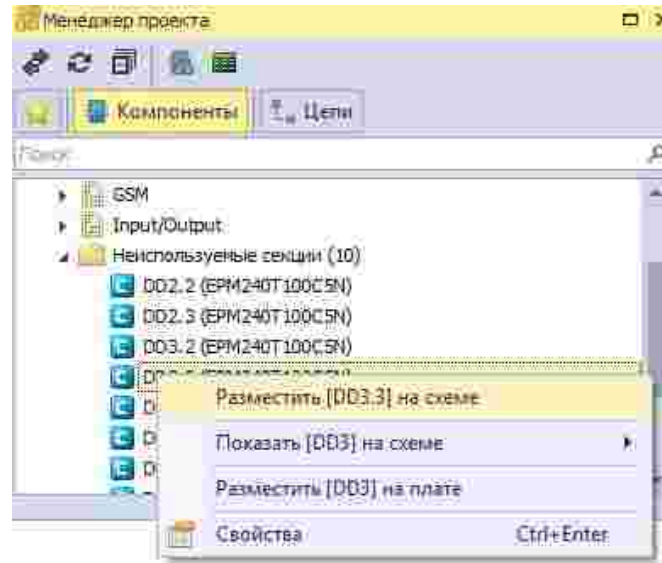 Менеджер проекта
Компоненты
Цепи
Поиск
GSM
Input/Output
Неиспользуемые секции (10)
DD2.2 (EPM240T100C5N)
DD2.3 (EPM240T100C5N)
DD3.2 (EPM240T100C5N)
Разместить [DD3.3] на схеме
Показать [DD3] на схеме
Разместить [DD3] на плате
Свойства Ctrl+Enter